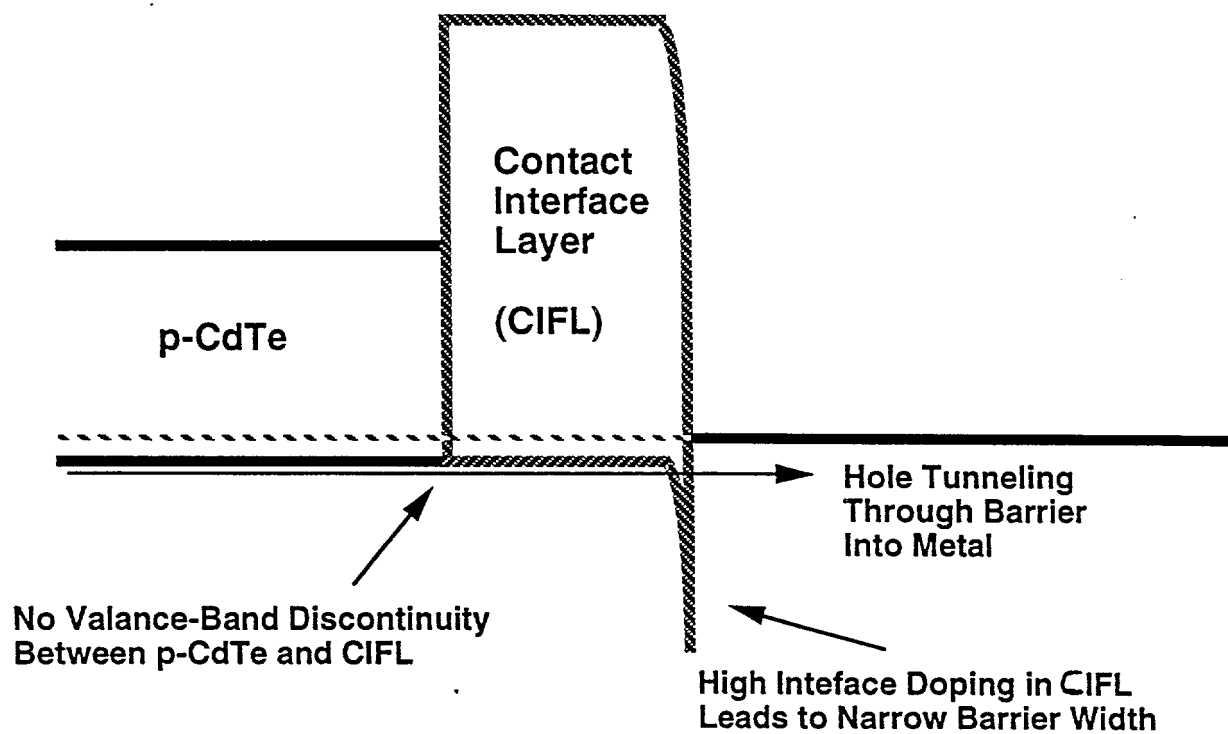 Contact
Interface
Layer
(CIFL)
p-CdTe
Hole Tunneling
Through Barrier
Into Metal
No Valance-Band Discontinuity
Between p-CdTe and CIFL
High Inteface Doping in CIFL
Leads to Narrow Barrier Width